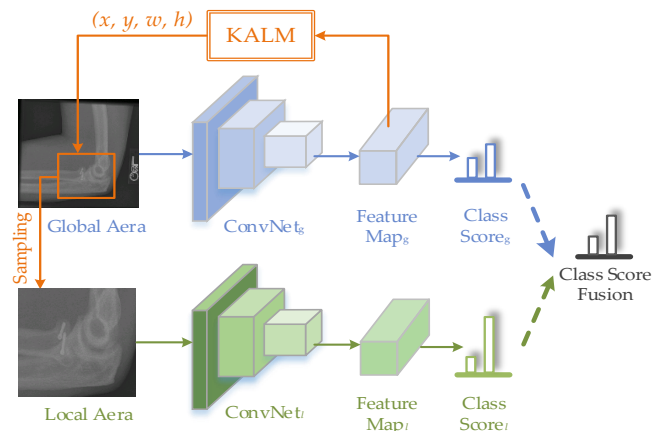 (x, y, w, h)
KALM
Global Aera
ConvNetg
Feature
Mapg
Class
Scoreg
Sampling
Class Score
Fusion
Local Aera
ConvNetl
Feature
Mapl
Class
Scorel